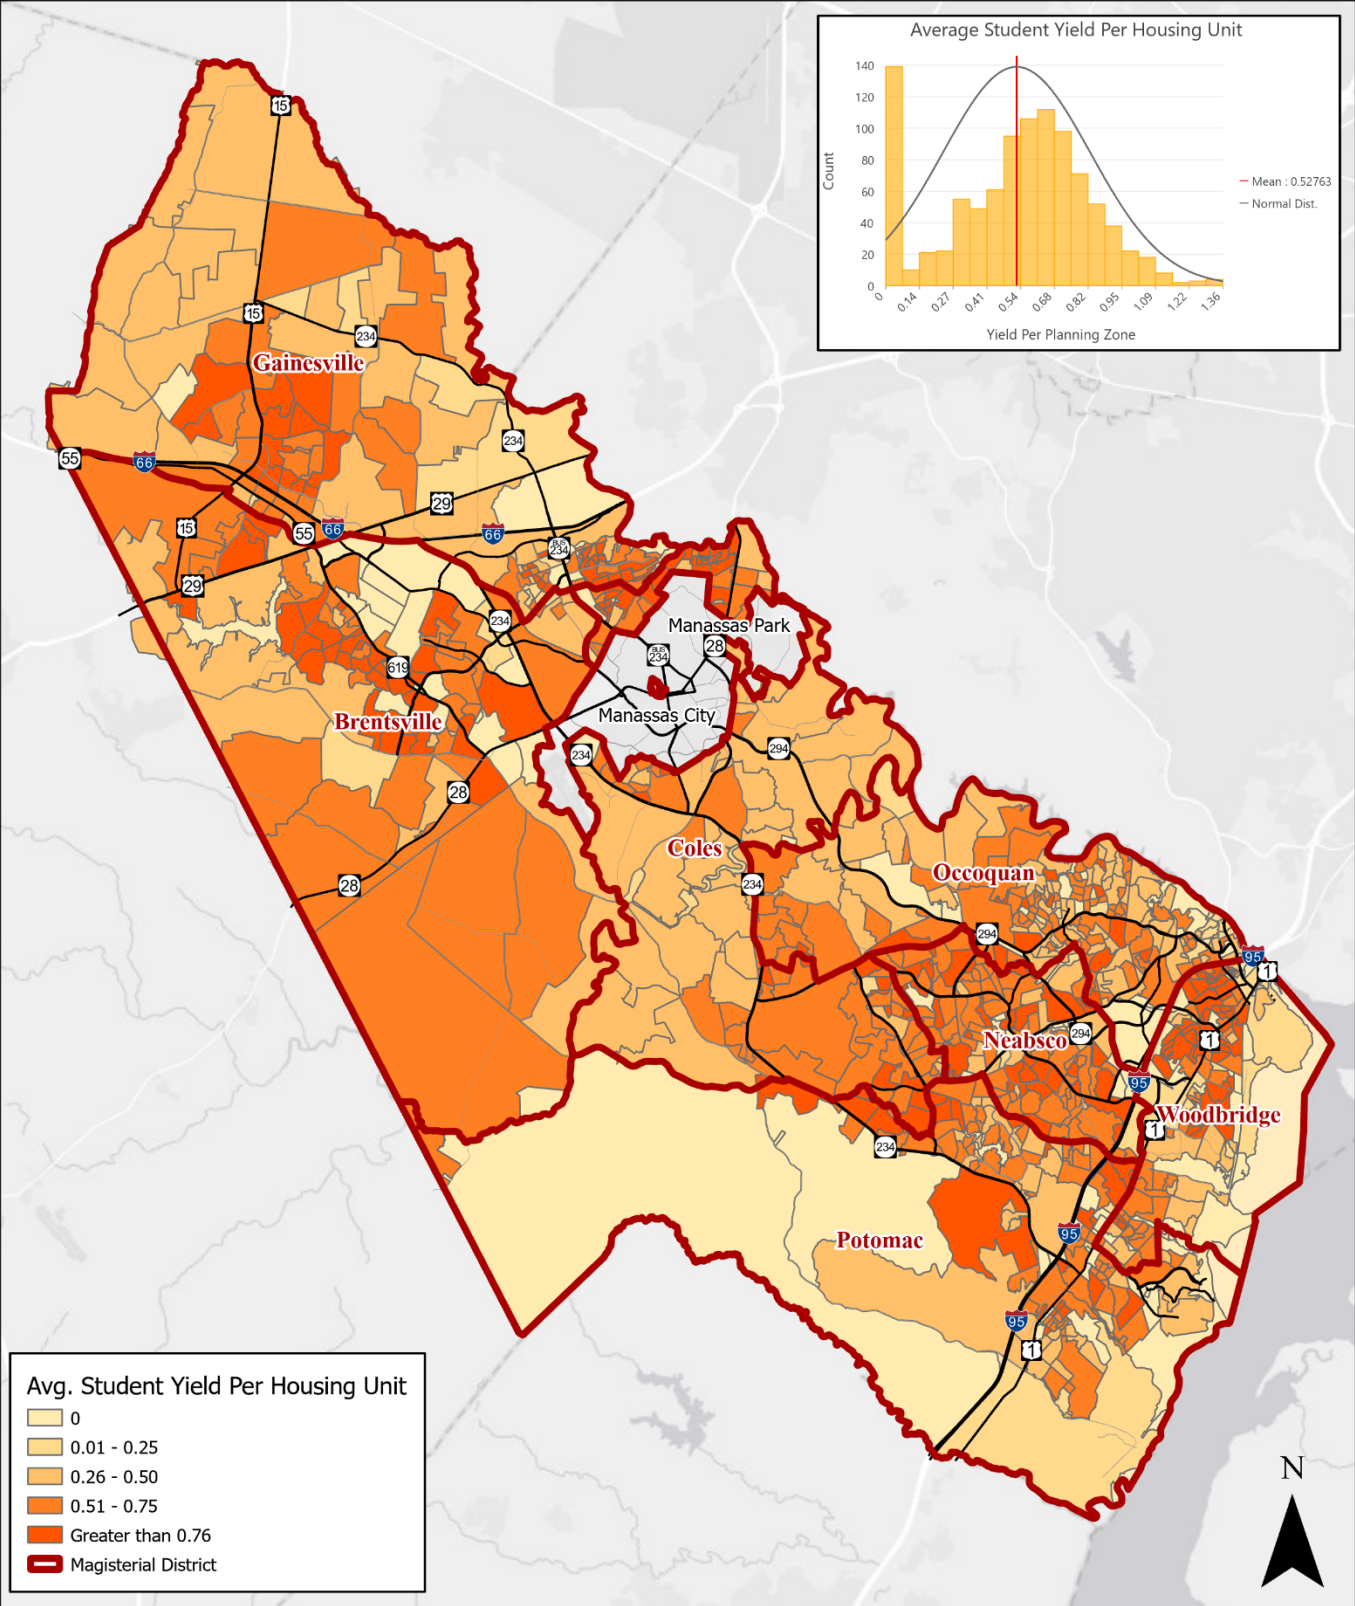 Average Student Yield Per Housing Unit
140
120
100
80
60
40
20
0
Count
0
0.14
0.27
0.41
0.54
0.68
0.82
0.95
1.09
1.22
1.36
Yield Per Planning Zone
Mean : 0.52763
Normal Dist.
15
15
234
Gainesville
234
55
66
29
15
55
66
66
BUS
234
29
234
Manassas Park
28
BUS
234
619
Manassas City
Brentsville
234
294
28
Coles
Occoquan
28
234
294
95
1
Neabsco
294
1
95
Woodbridge
1
234
Potomac
95
95
1
Avg. Student Yield Per Housing Unit
0
0.01 - 0.25
0.26 - 0.50
0.51 - 0.75
Greater than 0.76
Magisterial District
N